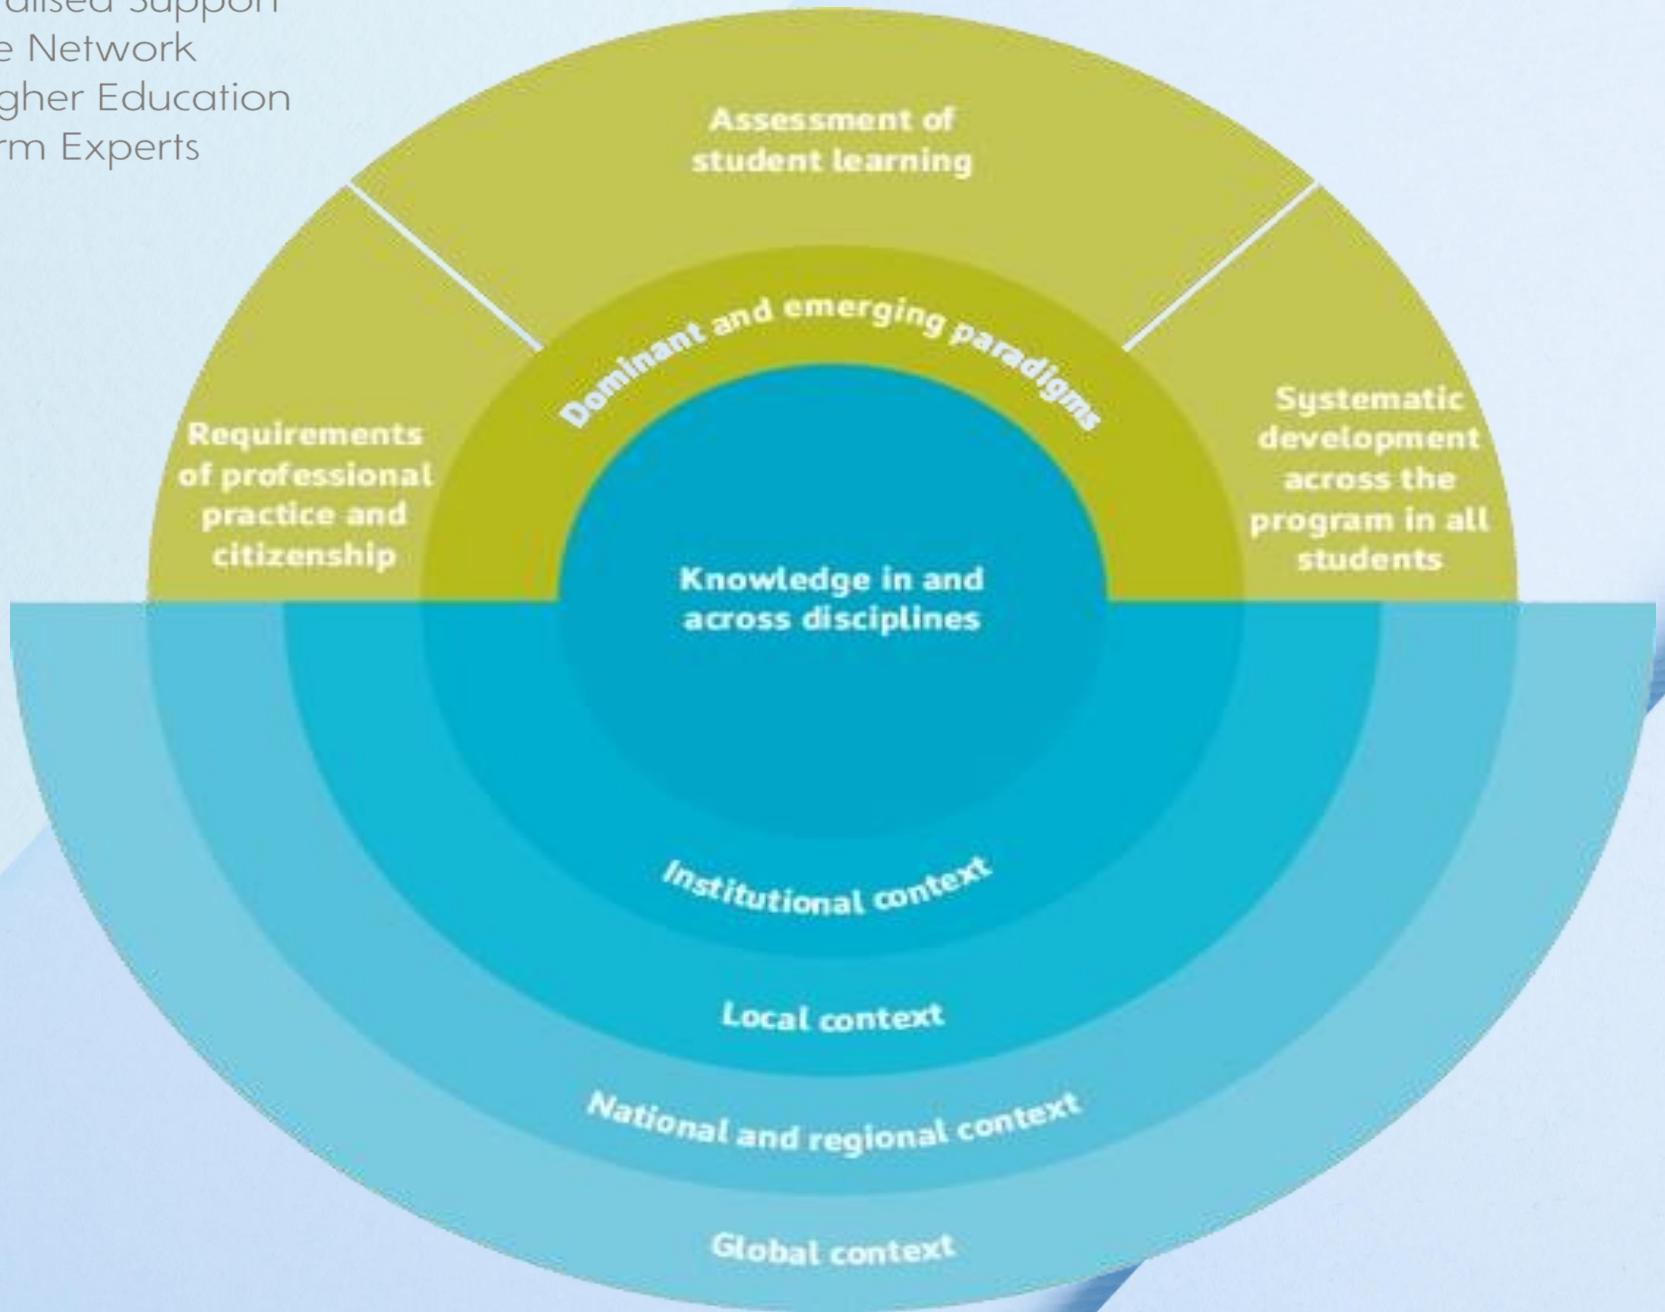 alised Support
e Network
gher Education
rm Experts
Assessment of
student learning
Dominant and emerging paradigms
Requirements
of professional
practice and
citizenship
Systematic
development
across the
program in all
students
Knowledge in and
across disciplines
Institutional context
Local context
National and regional context
Global context